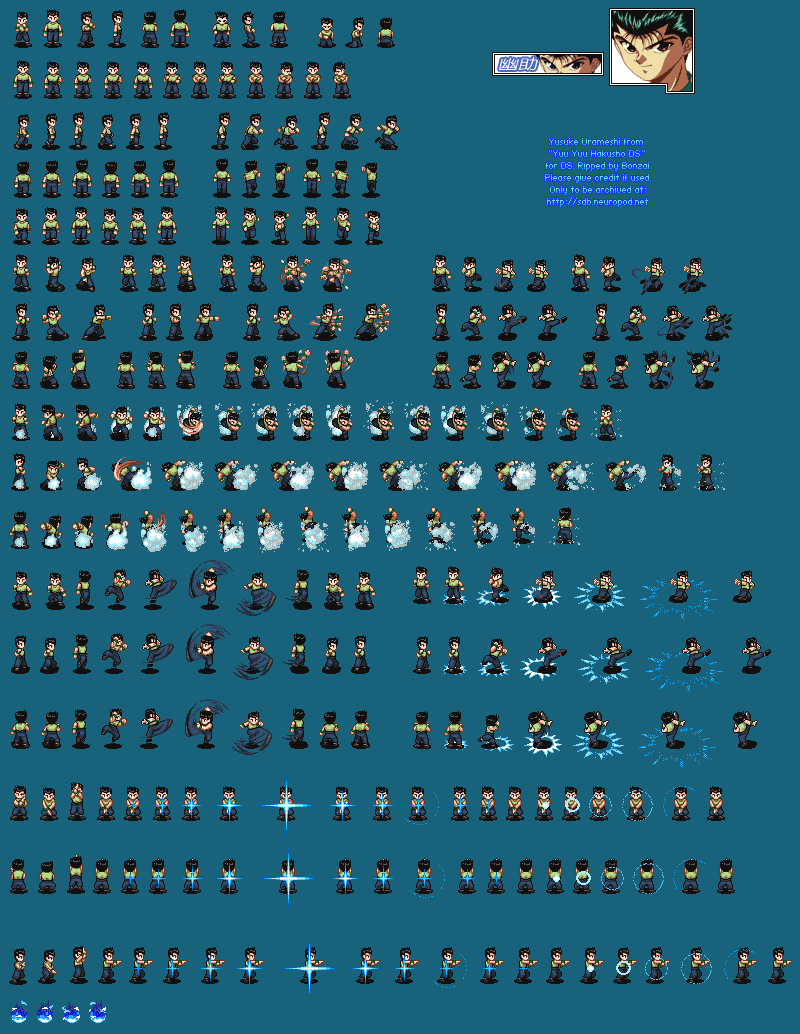 幽助
Yusuke Urameshi from
"Yuu Yuu Hakusho DS"
for DS. Ripped by Bonzai
Please give credit if used.
Only to be archived at:
http://sdb.neuropod.net